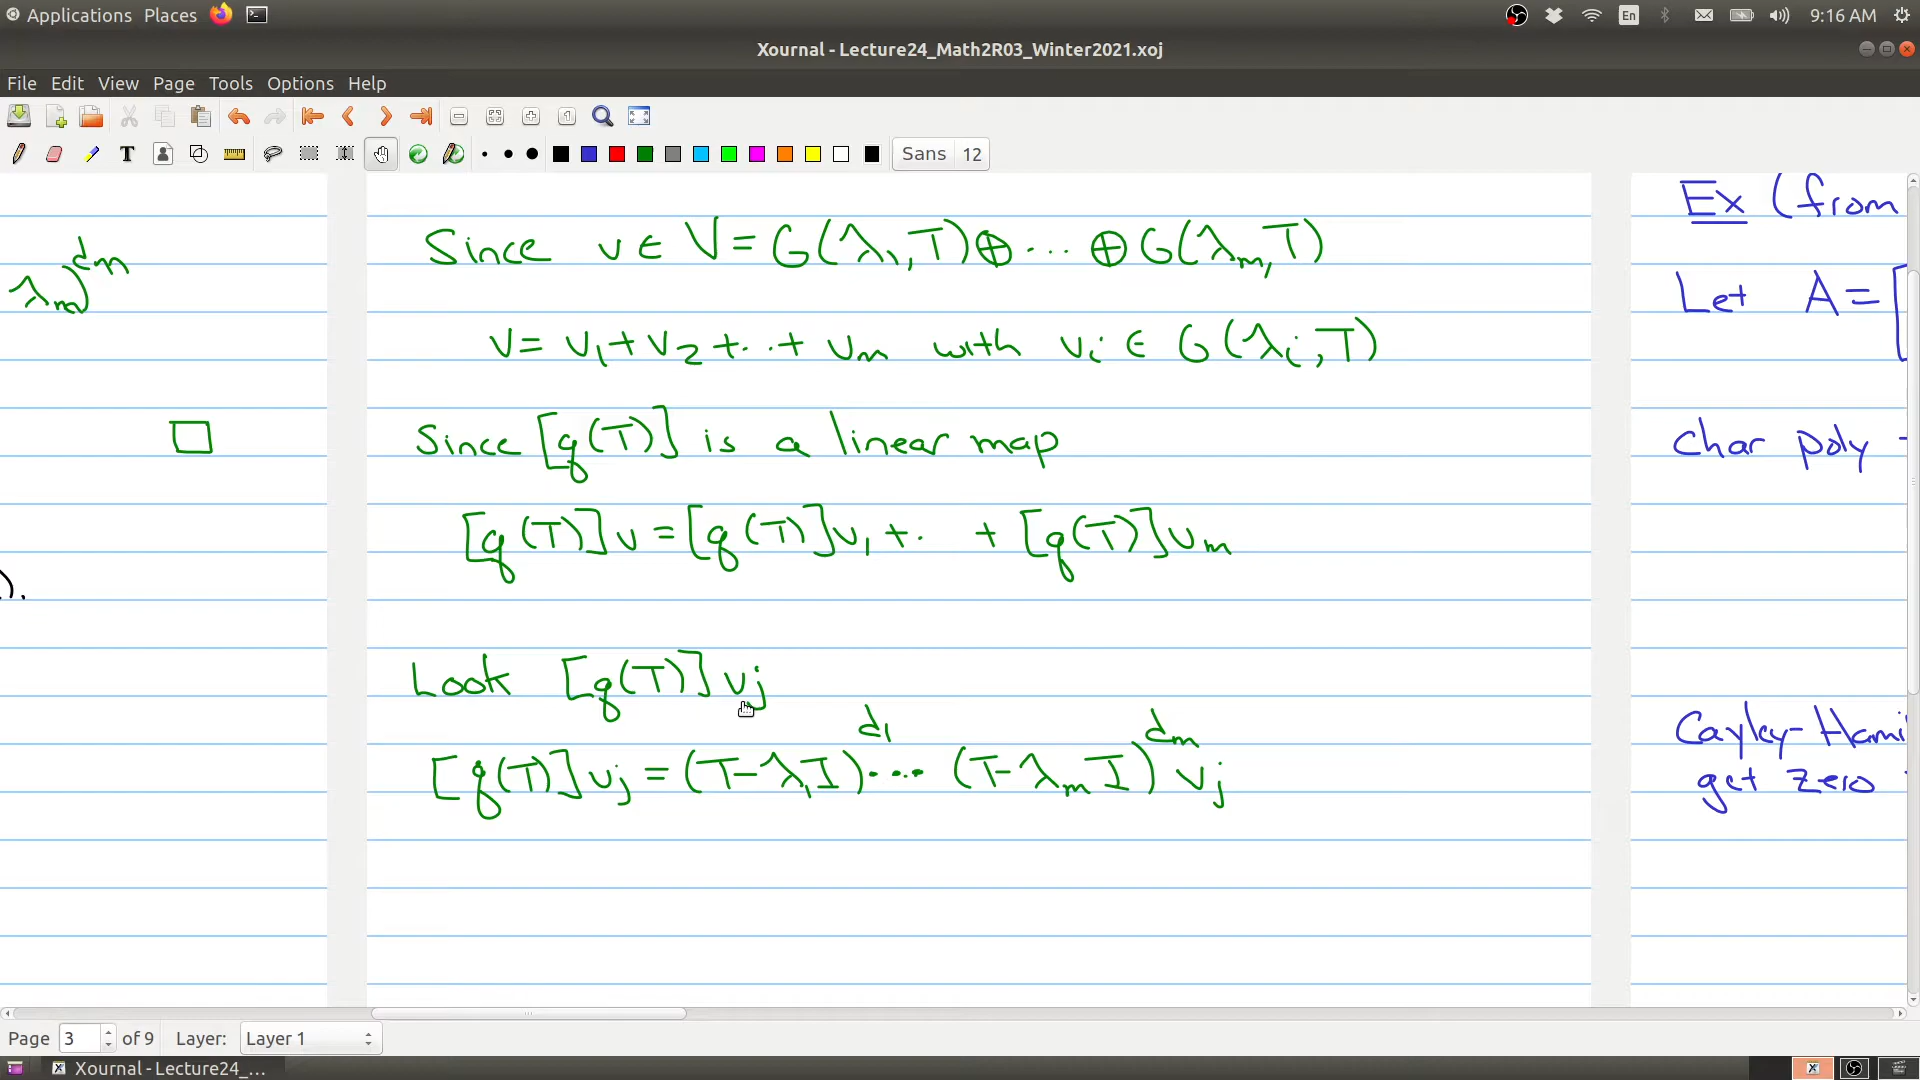 Applications Places En 9:16 AM
Xournal - Lecture24_Math2R03_Winter2021.xoj
File Edit View Page Tools Options Help
Sans 12
λm)^dm
).
Since v ∈ V = G(λ1,T) ⊕ ... ⊕ G(λm,T)
v = v1 + v2 + ... + vm with vi ∈ G(λi,T)
Since [q(T)] is a linear map
[q(T)]v = [q(T)]v1 + .. + [q(T)]vm
Look [q(T)]vj
[q(T)]vj = (T-λ1I)^d1 ... (T-λmI)^dm vj
Ex (from
Let A = [
char poly -
Cayley-Hami
get zero
Page 3 of 9 Layer: Layer 1
Xournal - Lecture24_...